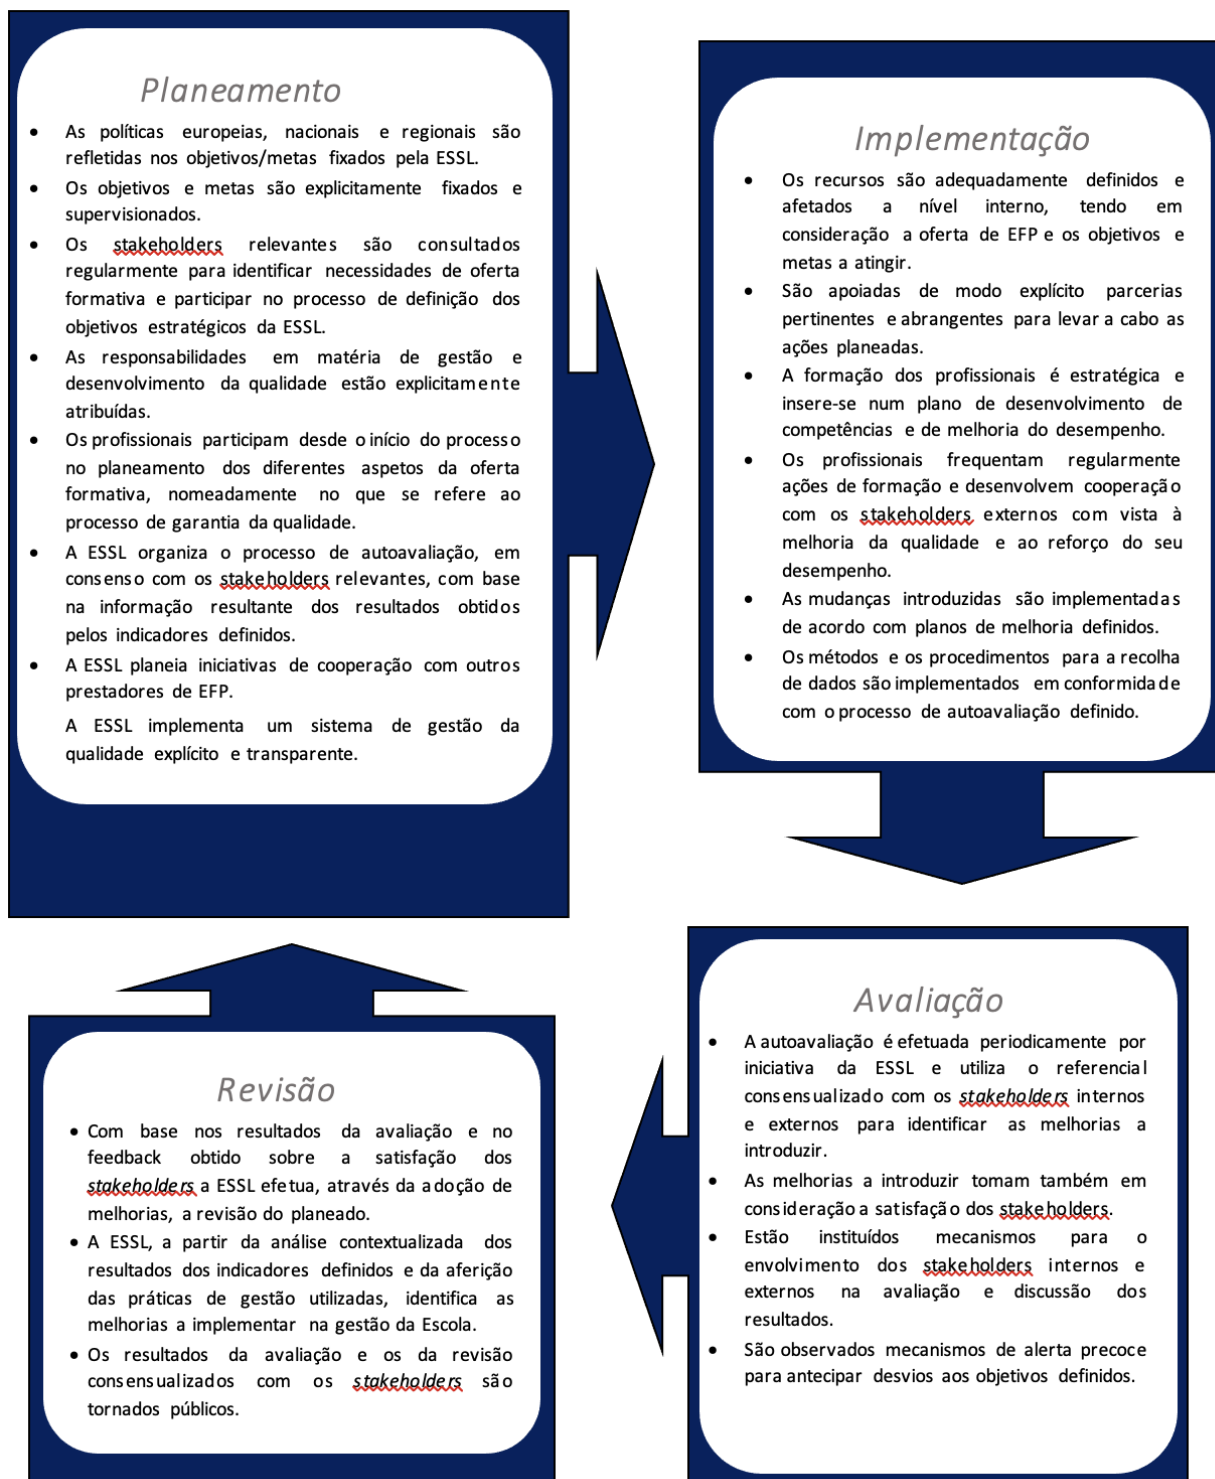 Planeamento
• As políticas europeias, nacionais e regionais são
refletidas nos objetivos/metas fixados pela ESSL.
• Os objetivos e metas são explicitamente fixados e
supervisionados.
• Os stakeholders relevantes são consultados
regularmente para identificar necessidades de oferta
formativa e participar no processo de definição dos
objetivos estratégicos da ESSL.
• As responsabilidades em matéria de gestão e
desenvolvimento da qualidade estão explicitamente
atribuídas.
• Os profissionais participam desde o início do processo
no planeamento dos diferentes aspetos da oferta
formativa, nomeadamente no que se refere ao
processo de garantia da qualidade.
• A ESSL organiza o processo de autoavaliação, em
consenso com os stakeholders relevantes, com base
na informação resultante dos resultados obtidos
pelos indicadores definidos.
• A ESSL planeia iniciativas de cooperação com outros
prestadores de EFP.
A ESSL implementa um sistema de gestão da
qualidade explícito e transparente.
Implementação
• Os recursos são adequadamente definidos e
afetados a nível interno, tendo em
consideração a oferta de EFP e os objetivos e
metas a atingir.
• São apoiadas de modo explícito parcerias
pertinentes e abrangentes para levar a cabo as
ações planeadas.
• A formação dos profissionais é estratégica e
insere-se num plano de desenvolvimento de
competências e de melhoria do desempenho.
• Os profissionais frequentam regularmente
ações de formação e desenvolvem cooperação
com os stakeholders externos com vista à
melhoria da qualidade e ao reforço do seu
desempenho.
• As mudanças introduzidas são implementadas
de acordo com planos de melhoria definidos.
• Os métodos e os procedimentos para a recolha
de dados são implementados em conformidade
com o processo de autoavaliação definido.
Avaliação
• A autoavaliação é efetuada periodicamente por
iniciativa da ESSL e utiliza o referencial
consensualizado com os stakeholders internos
e externos para identificar as melhorias a
introduzir.
• As melhorias a introduzir tomam também em
consideração a satisfação dos stakeholders.
• Estão instituídos mecanismos para o
envolvimento dos stakeholders internos e
externos na avaliação e discussão dos
resultados.
• São observados mecanismos de alerta precoce
para antecipar desvios aos objetivos definidos.
Revisão
• Com base nos resultados da avaliação e no
feedback obtido sobre a satisfação dos
stakeholders a ESSL efetua, através da adoção de
melhorias, a revisão do planeado.
• A ESSL, a partir da análise contextualizada dos
resultados dos indicadores definidos e da aferição
das práticas de gestão utilizadas, identifica as
melhorias a implementar na gestão da Escola.
• Os resultados da avaliação e os da revisão
consensualizados com os stakeholders são
tornados públicos.